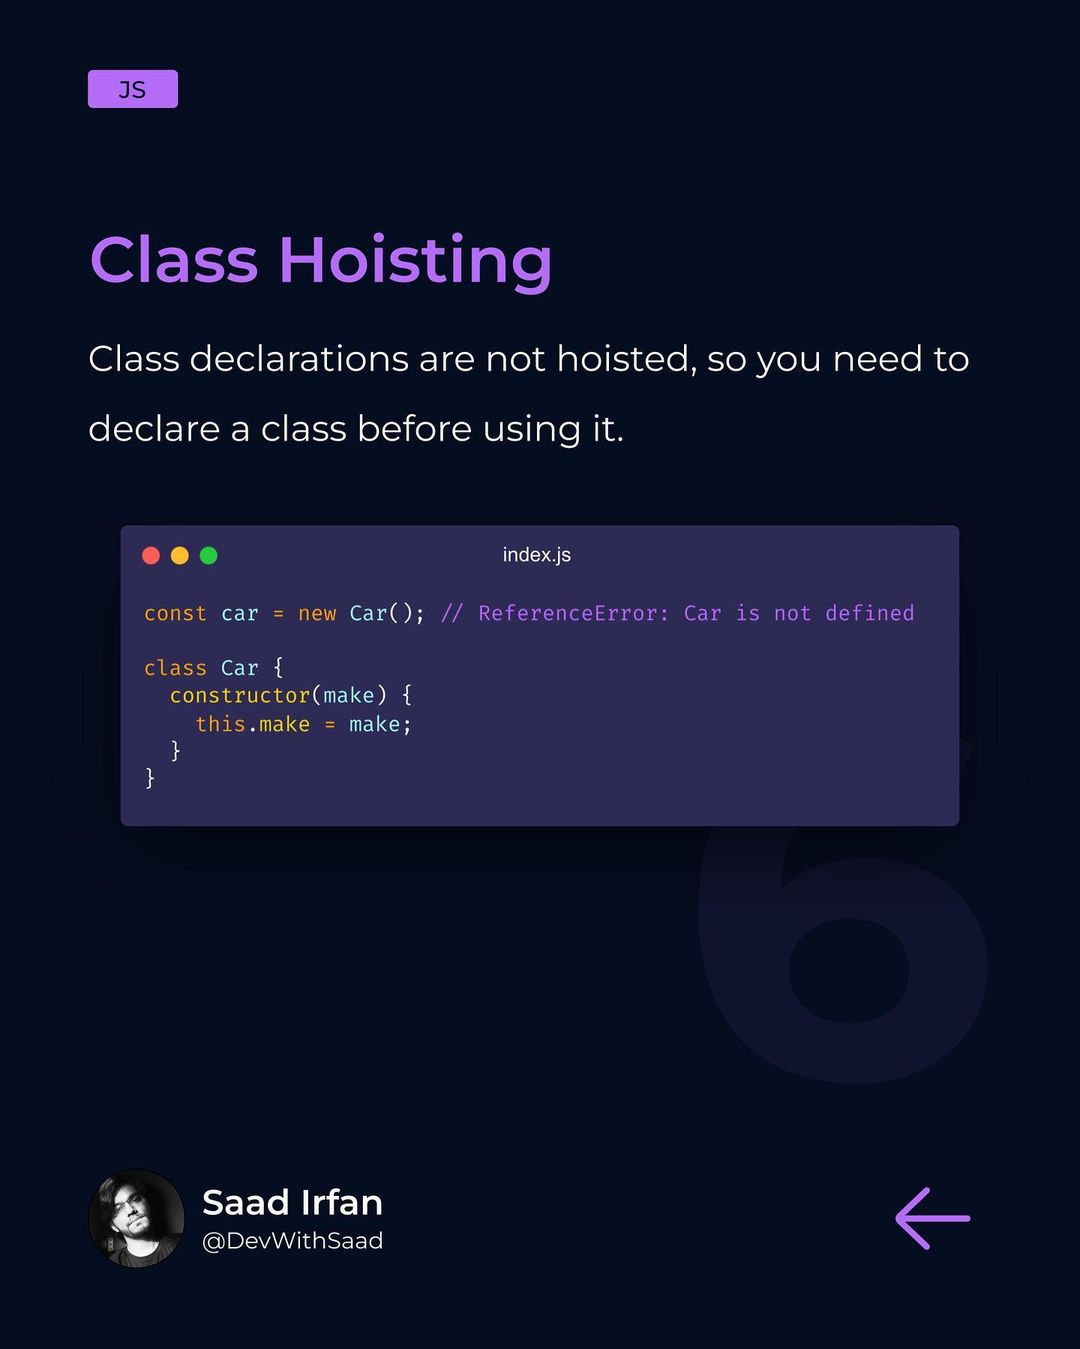 JS
Class Hoisting
Class declarations are not hoisted, so you need to
declare a class before using it.
index.js
const car = new Car(); // ReferenceError: Car is not defined
class Car {
  constructor(make) {
    this.make = make;
  }
}
6
Saad Irfan
@DevWithSaad